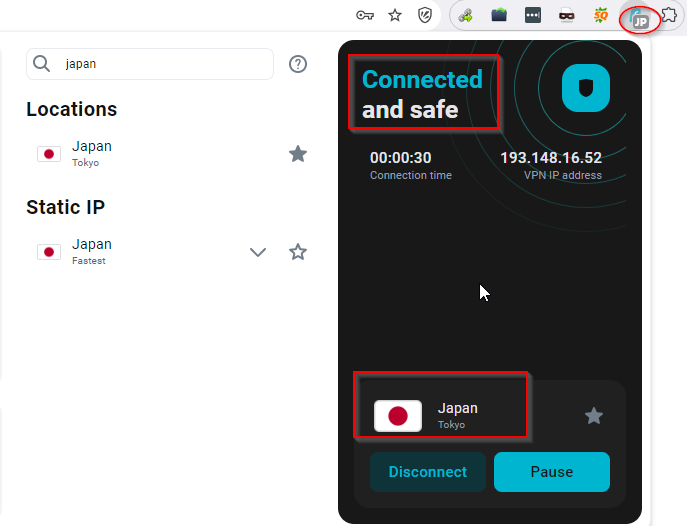 JP
japan
Locations
Japan
Tokyo
Static IP
Japan
Fastest
Connected
and safe
00:00:30
193.148.16.52
Connection time
VPN IP address
Japan
Tokyo
Disconnect
Pause